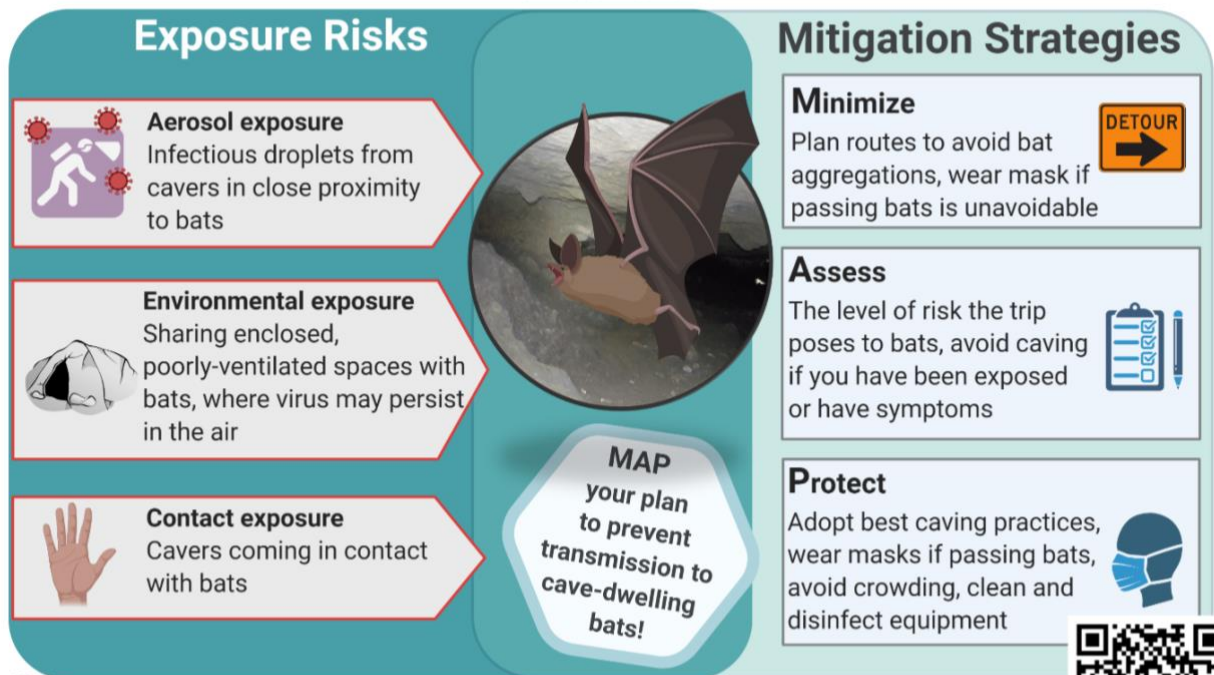 Exposure Risks
Aerosol exposure
Infectious droplets from
cavers in close proximity
to bats
Environmental exposure
Sharing enclosed,
poorly-ventilated spaces with
bats, where virus may persist
in the air
Contact exposure
Cavers coming in contact
with bats
MAP
your plan
to prevent
transmission to
cave-dwelling
bats!
Mitigation Strategies
Minimize
Plan routes to avoid bat
aggregations, wear mask if
passing bats is unavoidable
DETOUR
Assess
The level of risk the trip
poses to bats, avoid caving
if you have been exposed
or have symptoms
Protect
Adopt best caving practices,
wear masks if passing bats,
avoid crowding, clean and
disinfect equipment